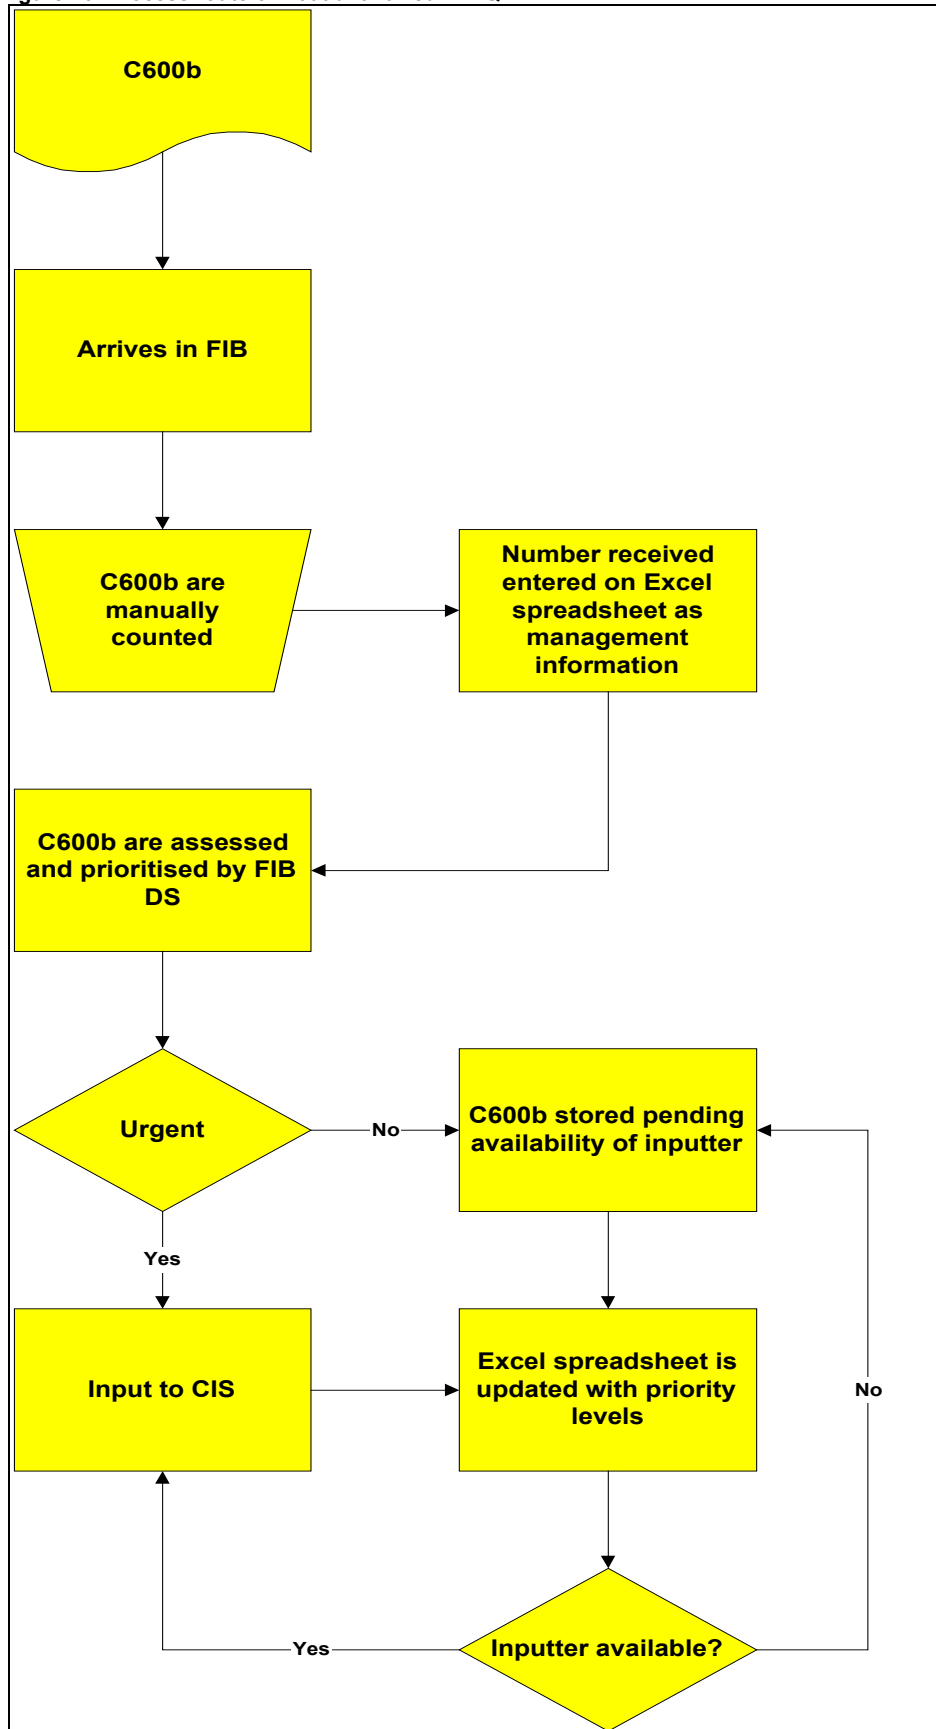 C600b
Arrives in FIB
C600b are
manually
counted
Number received
entered on Excel
spreadsheet as
management
information
C600b are assessed
and prioritised by FIB
DS
Urgent
No
C600b stored pending
availability of inputter
Yes
Input to CIS
Excel spreadsheet is
updated with priority
levels
No
Yes
Inputter available?